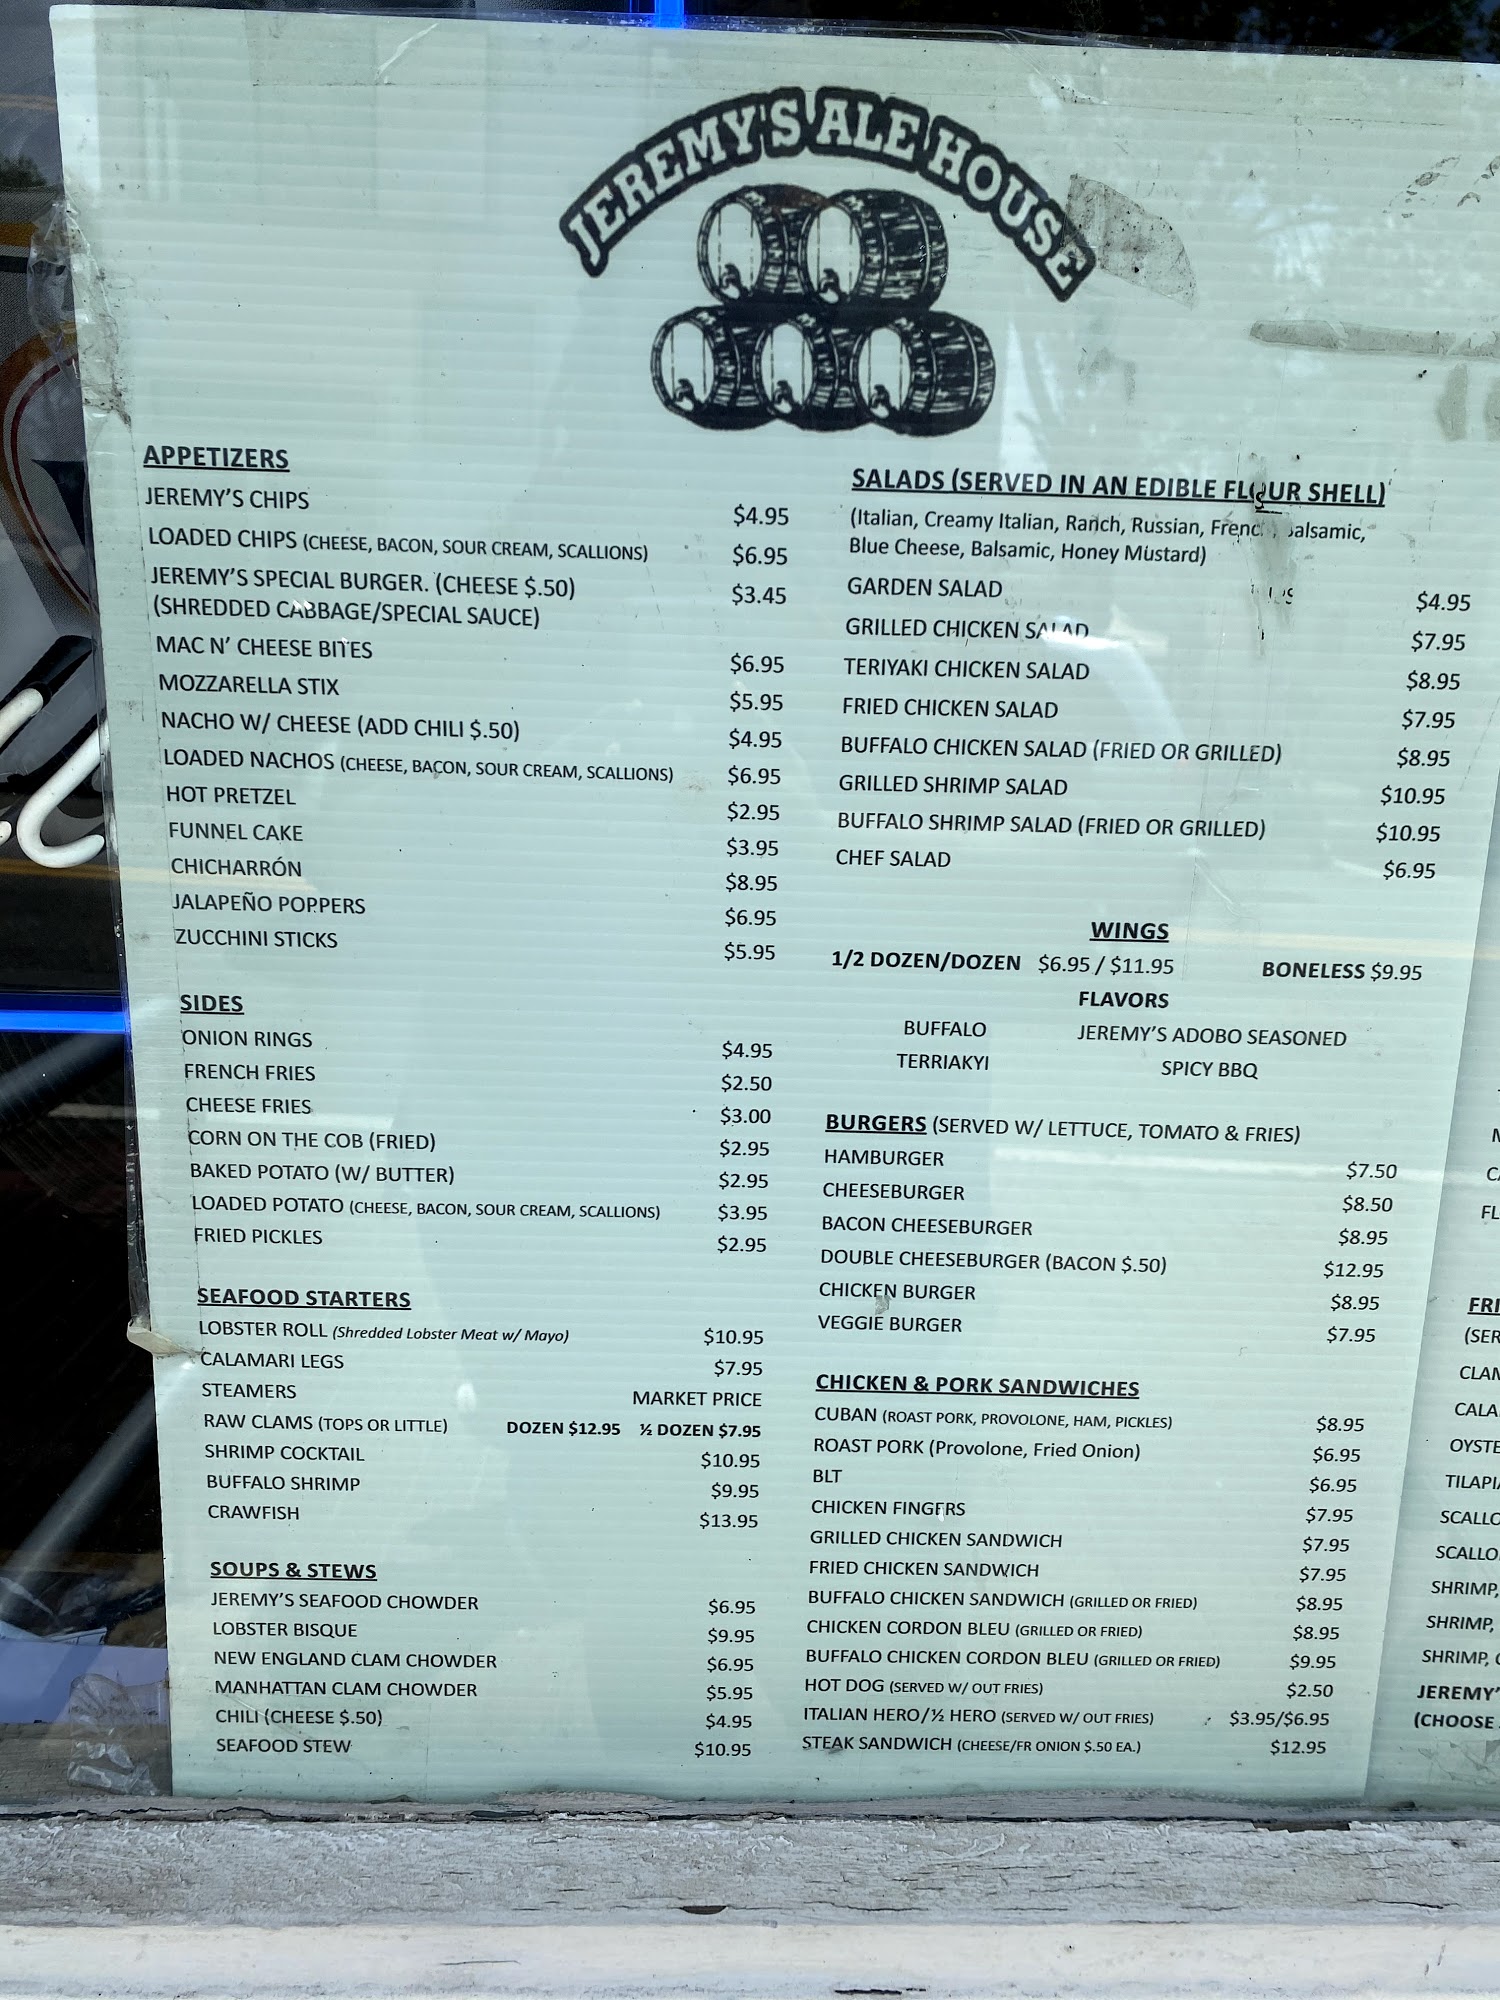 JEREMY'S ALE HOUSE
APPETIZERS
JEREMY'S CHIPS $4.95
LOADED CHIPS (CHEESE, BACON, SOUR CREAM, SCALLIONS) $6.95
JEREMY'S SPECIAL BURGER. (CHEESE $.50) $3.45
(SHREDDED CABBAGE/SPECIAL SAUCE)
MAC N' CHEESE BITES $6.95
MOZZARELLA STIX $5.95
NACHO W/ CHEESE (ADD CHILI $.50) $4.95
LOADED NACHOS (CHEESE, BACON, SOUR CREAM, SCALLIONS) $6.95
HOT PRETZEL $2.95
FUNNEL CAKE $3.95
CHICHARRÓN $8.95
JALAPEÑO POPPERS $6.95
ZUCCHINI STICKS $5.95
SIDES
ONION RINGS $4.95
FRENCH FRIES $2.50
CHEESE FRIES $3.00
CORN ON THE COB (FRIED) $2.95
BAKED POTATO (W/ BUTTER) $2.95
LOADED POTATO (CHEESE, BACON, SOUR CREAM, SCALLIONS) $3.95
FRIED PICKLES $2.95
SEAFOOD STARTERS
LOBSTER ROLL (Shredded Lobster Meat w/ Mayo) $10.95
CALAMARI LEGS $7.95
STEAMERS MARKET PRICE
RAW CLAMS (TOPS OR LITTLE) DOZEN $12.95 ½ DOZEN $7.95
SHRIMP COCKTAIL $10.95
BUFFALO SHRIMP $9.95
CRAWFISH $13.95
SOUPS & STEWS
JEREMY'S SEAFOOD CHOWDER $6.95
LOBSTER BISQUE $9.95
NEW ENGLAND CLAM CHOWDER $6.95
MANHATTAN CLAM CHOWDER $5.95
CHILI (CHEESE $.50) $4.95
SEAFOOD STEW $10.95
SALADS (SERVED IN AN EDIBLE FLOUR SHELL)
(Italian, Creamy Italian, Ranch, Russian,
Blue Cheese, Balsamic, Honey Mustard)
GARDEN SALAD $4.95
GRILLED CHICKEN SALAD $7.95
TERIYAKI CHICKEN SALAD $8.95
FRIED CHICKEN SALAD $7.95
BUFFALO CHICKEN SALAD (FRIED OR GRILLED) $8.95
GRILLED SHRIMP SALAD $10.95
BUFFALO SHRIMP SALAD (FRIED OR GRILLED) $10.95
CHEF SALAD $6.95
WINGS
1/2 DOZEN/DOZEN $6.95 / $11.95 BONELESS $9.95
FLAVORS
BUFFALO JEREMY'S ADOBO SEASONED
TERRIAKYI SPICY BBQ
BURGERS (SERVED W/ LETTUCE, TOMATO & FRIES)
HAMBURGER $7.50
CHEESEBURGER $8.50
BACON CHEESEBURGER $8.95
DOUBLE CHEESEBURGER (BACON $.50) $12.95
CHICKEN BURGER $8.95
VEGGIE BURGER $7.95
CHICKEN & PORK SANDWICHES
CUBAN (ROAST PORK, PROVOLONE, HAM, PICKLES) $8.95
ROAST PORK (Provolone, Fried Onion) $6.95
BLT $6.95
CHICKEN FINGERS $7.95
GRILLED CHICKEN SANDWICH $7.95
FRIED CHICKEN SANDWICH $7.95
BUFFALO CHICKEN SANDWICH (GRILLED OR FRIED) $8.95
CHICKEN CORDON BLEU (GRILLED OR FRIED) $8.95
BUFFALO CHICKEN CORDON BLEU (GRILLED OR FRIED) $9.95
HOT DOG (SERVED W/ OUT FRIES) $2.50
ITALIAN HERO/½ HERO (SERVED W/ OUT FRIES) $3.95/$6.95
STEAK SANDWICH (CHEESE/FR ONION $.50 EA.) $12.95
SHRIMP,
SHRIMP,
SHRIMP,
JEREMY'
(CHOOSE